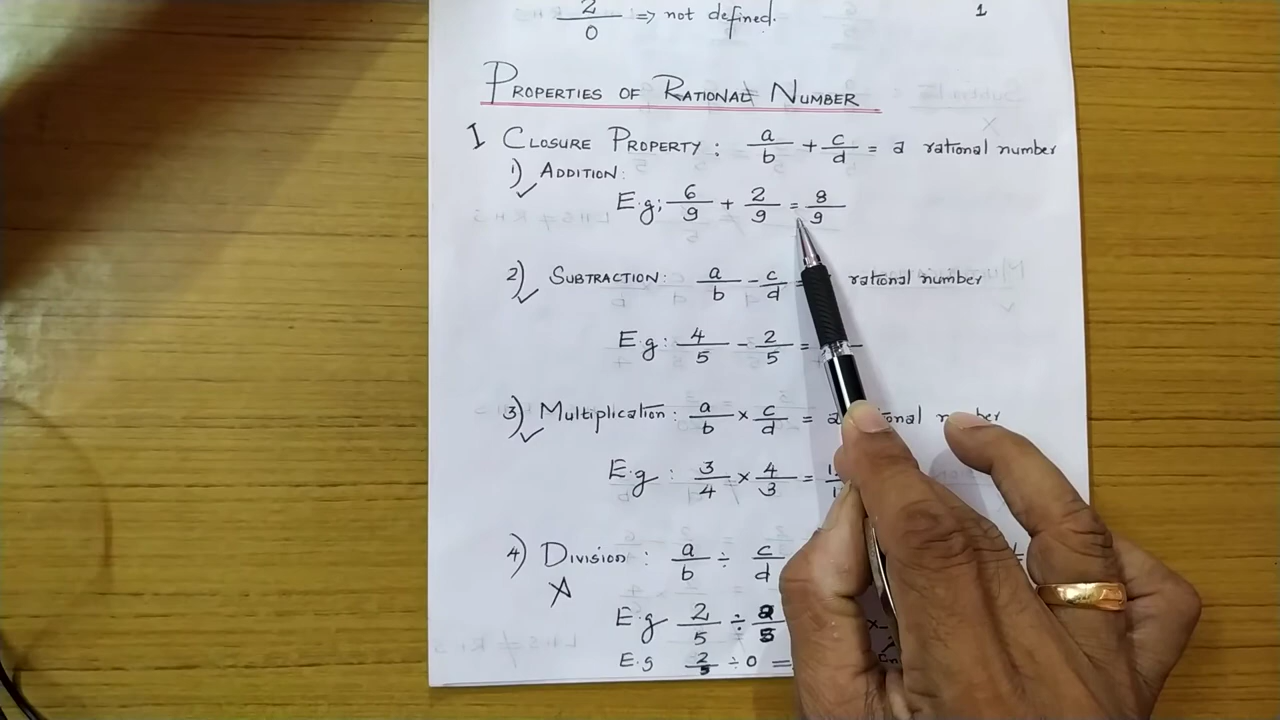 2/0 => not defined. 1
PROPERTIES OF RATIONAL NUMBER
I CLOSURE PROPERTY : a/b + c/d = a rational number
1) ADDITION:
E.g; 6/9 + 2/9 = 8/9
2) SUBTRACTION: a/b - c/d = rational number
E.g: 4/5 - 2/5 =
3) Multiplication: a/b × c/d = a number
E.g : 3/4 × 4/3 =
4) Division : a/b ÷ c/d
E.g 2/5 ÷
E.g 2/5 ÷ 0 =